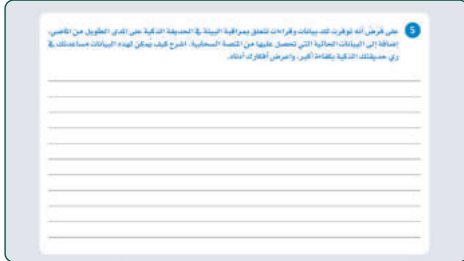 5 على فرض أنه توفرت لك بيانات وقراءات تتعلق بمراقبة البيئة في الحديقة الذكية على المدى الطويل من الماضي،
إضافة إلى البيانات الحالية التي تحصل عليها من المنصة السحابية. اشرح كيف يمكن لهذه البيانات مساعدتك في
ري حديقتك الذكية بكفاءة أكبر، واعرض أفكارك أدناه.